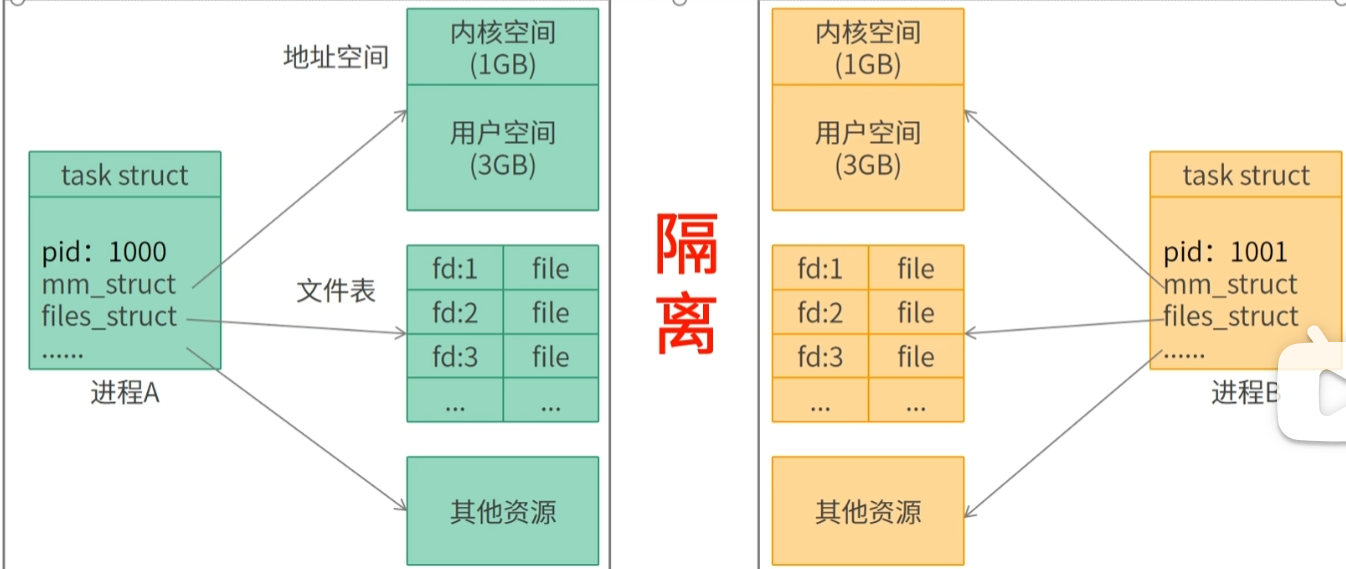 地址空间
内核空间
(1GB)
用户空间
(3GB)
task struct
pid：1000
mm_struct
files_struct
......
进程A
文件表
fd:1 file
fd:2 file
fd:3 file
... ...
其他资源
隔
离
内核空间
(1GB)
用户空间
(3GB)
fd:1 file
fd:2 file
fd:3 file
... ...
其他资源
task struct
pid：1001
mm_struct
files_struct
......
进程B